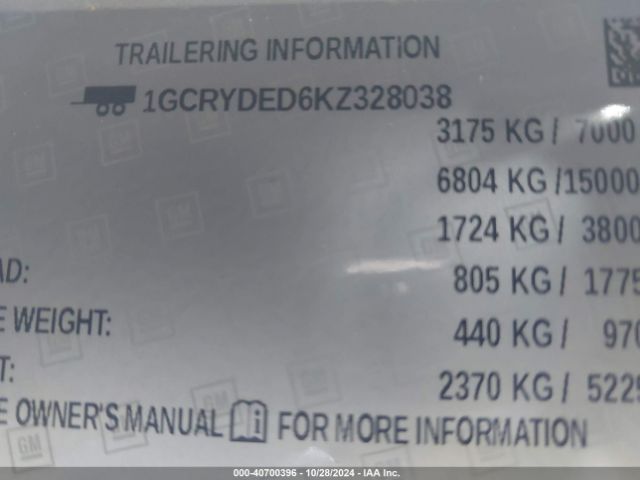 TRAILERING INFORMATION
1GCRYDED6KZ328038
3175 KG / 7000
6804 KG /15000
1724 KG / 3800
AD: 805 KG / 1775
E WEIGHT: 440 KG / 970
T: 2370 KG / 5225
E OWNER'S MANUAL i FOR MORE INFORMATION
000-40700396 - 10/28/2024 - IAA Inc.